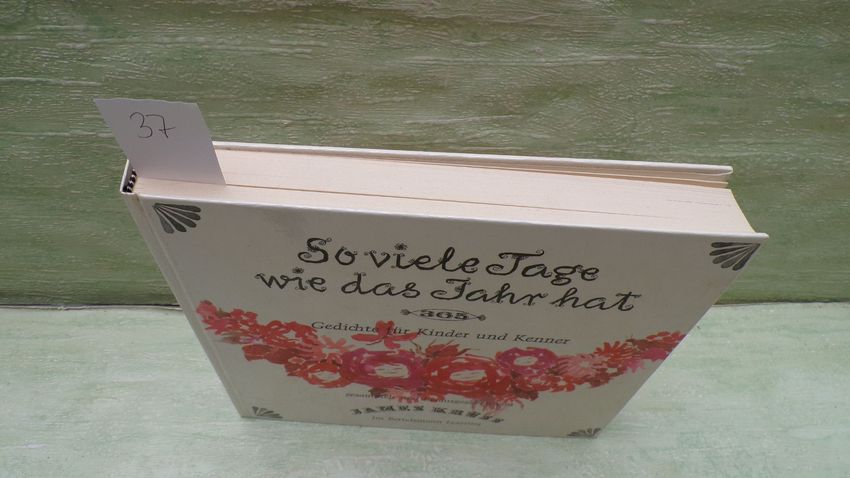 37
So viele Tage
wie das Jahr hat
365
Gedichte für Kinder und Kenner
JAMES KRÜSS